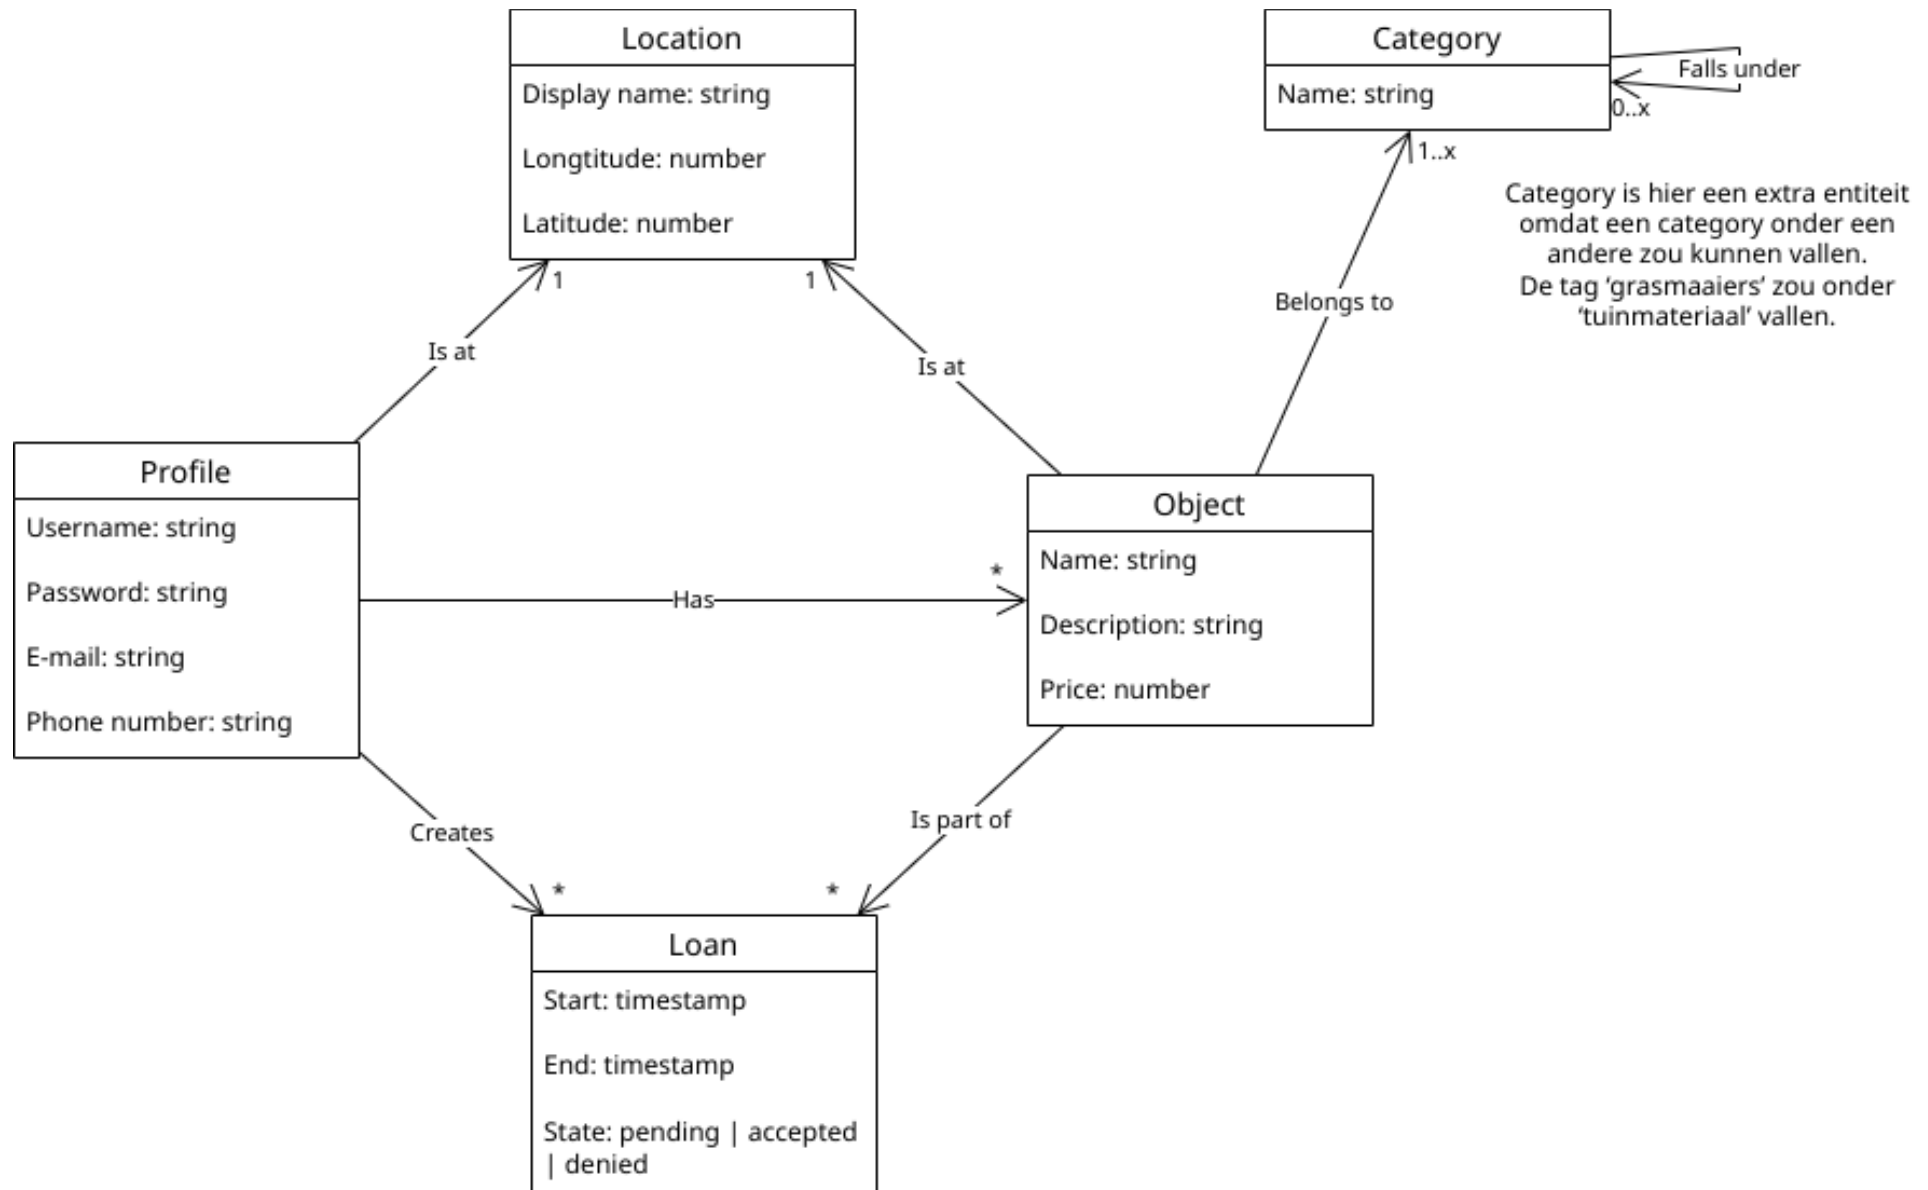 Location
Display name: string
Longtitude: number
Latitude: number
Category
Name: string
Falls under
0..x
1..x
Category is hier een extra entiteit
omdat een category onder een
andere zou kunnen vallen.
De tag ‘grasmaaiers’ zou onder
‘tuinmateriaal’ vallen.
1
1
Is at
Is at
Belongs to
Profile
Username: string
Password: string
E-mail: string
Phone number: string
Has
*
Object
Name: string
Description: string
Price: number
Creates
Is part of
*
*
Loan
Start: timestamp
End: timestamp
State: pending | accepted
| denied